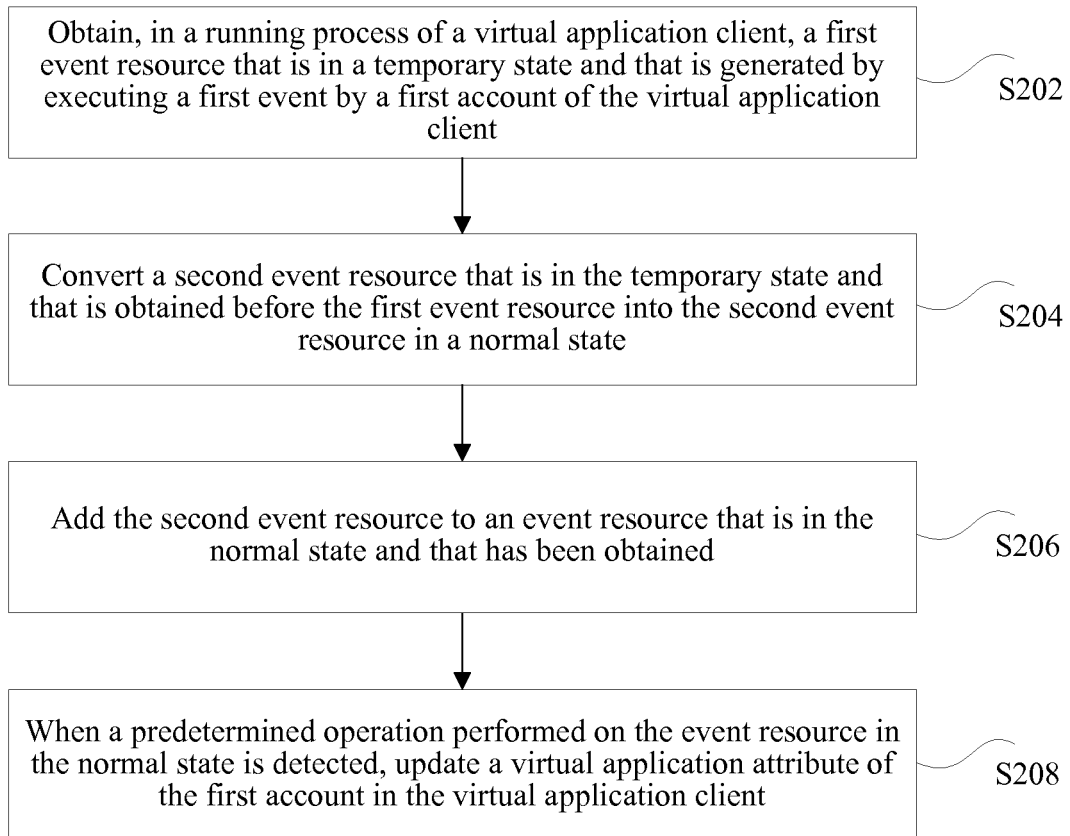 Obtain, in a running process of a virtual application client, a first
event resource that is in a temporary state and that is generated by
executing a first event by a first account of the virtual application
client
S202
Convert a second event resource that is in the temporary state and
that is obtained before the first event resource into the second event
resource in a normal state
S204
Add the second event resource to an event resource that is in the
normal state and that has been obtained
S206
When a predetermined operation performed on the event resource in
the normal state is detected, update a virtual application attribute of
the first account in the virtual application client
S208